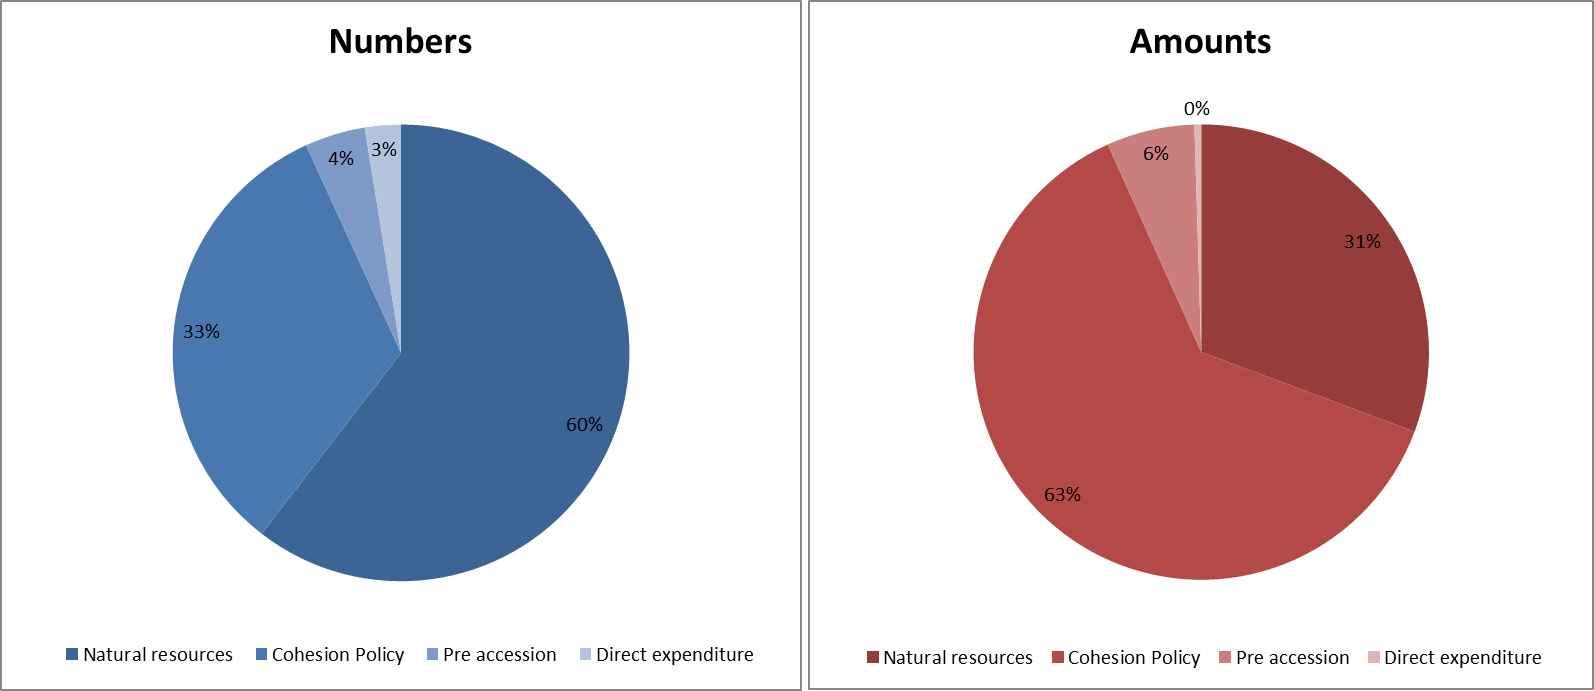 Numbers
4%
3%
33%
60%
Natural resources Cohesion Policy Pre accession Direct expenditure
Amounts
0%
6%
31%
63%
Natural resources Cohesion Policy Pre accession Direct expenditure